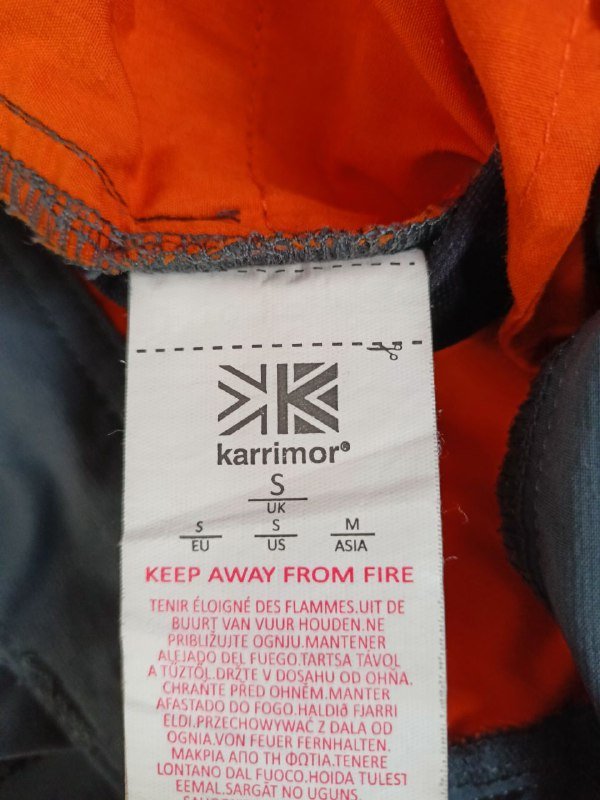 karrimor®
S
UK
S S M
EU US ASIA
KEEP AWAY FROM FIRE
TENIR ÉLOIGNÉ DES FLAMMES.UIT DE
BUURT VAN VUUR HOUDEN.NE
PRIBLIŽUJTE OGNJU.MANTENER
ALEJADO DEL FUEGO.TARTSA TÁVOL
A TŰZTŐL.DRŽTE V DOSAHU OD OHŇA.
CHRAŇTE PŘED OHNĚM.MANTER
AFASTADO DO FOGO.HALDIÐ FJARRI
ELDI.PRZECHOWYWAĆ Z DALA OD
OGNIA.VON FEUER FERNHALTEN.
ΜΑΚΡΙΑ ΑΠΟ ΤΗ ΦΩΤΙΑ.TENERE
LONTANO DAL FUOCO.HOIDA TULEST
EEMAL.SARGĀT NO UGUNS.